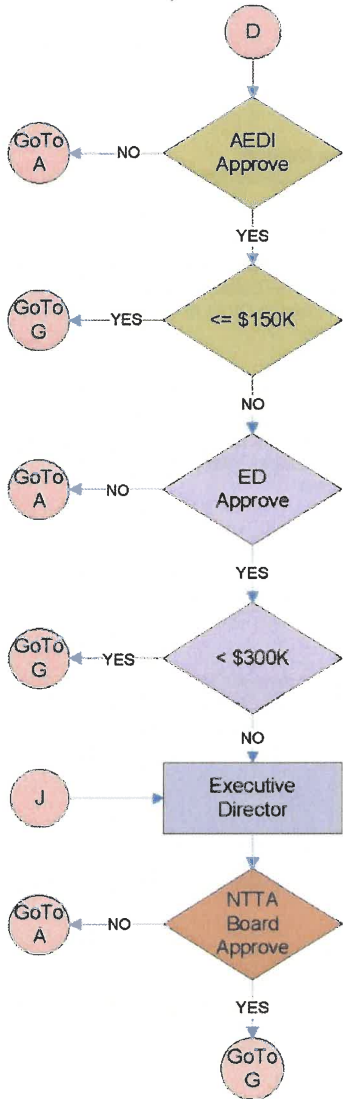 D
AEDI
Approve
NO
GoTo
A
YES
<= $150K
YES
GoTo
G
NO
ED
Approve
NO
GoTo
A
YES
< $300K
YES
GoTo
G
NO
J
Executive
Director
NTTA
Board
Approve
NO
GoTo
A
YES
GoTo
G